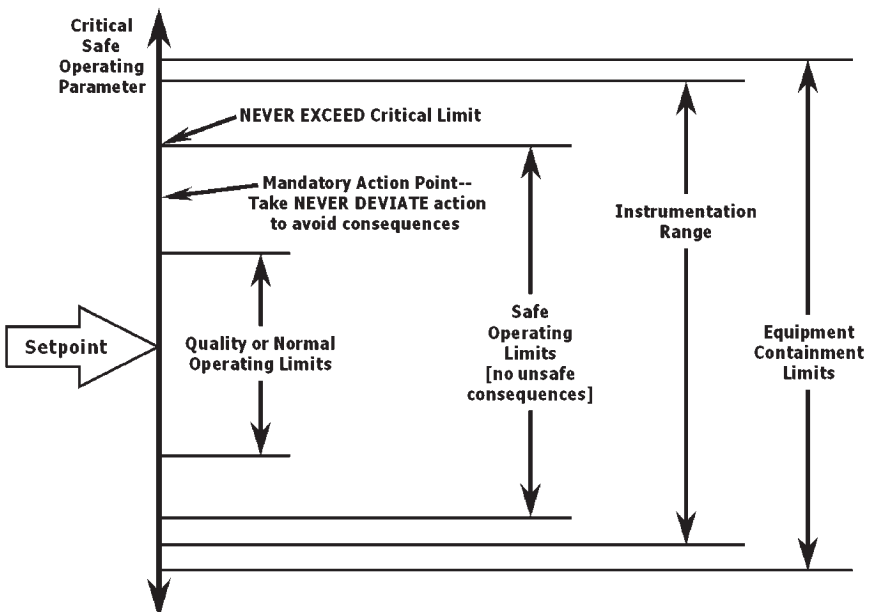 Critical
Safe
Operating
Parameter
NEVER EXCEED Critical Limit
Mandatory Action Point--
Take NEVER DEVIATE action
to avoid consequences
Instrumentation
Range
Setpoint
Quality or Normal
Operating Limits
Safe
Operating
Limits
[no unsafe
consequences]
Equipment
Containment
Limits